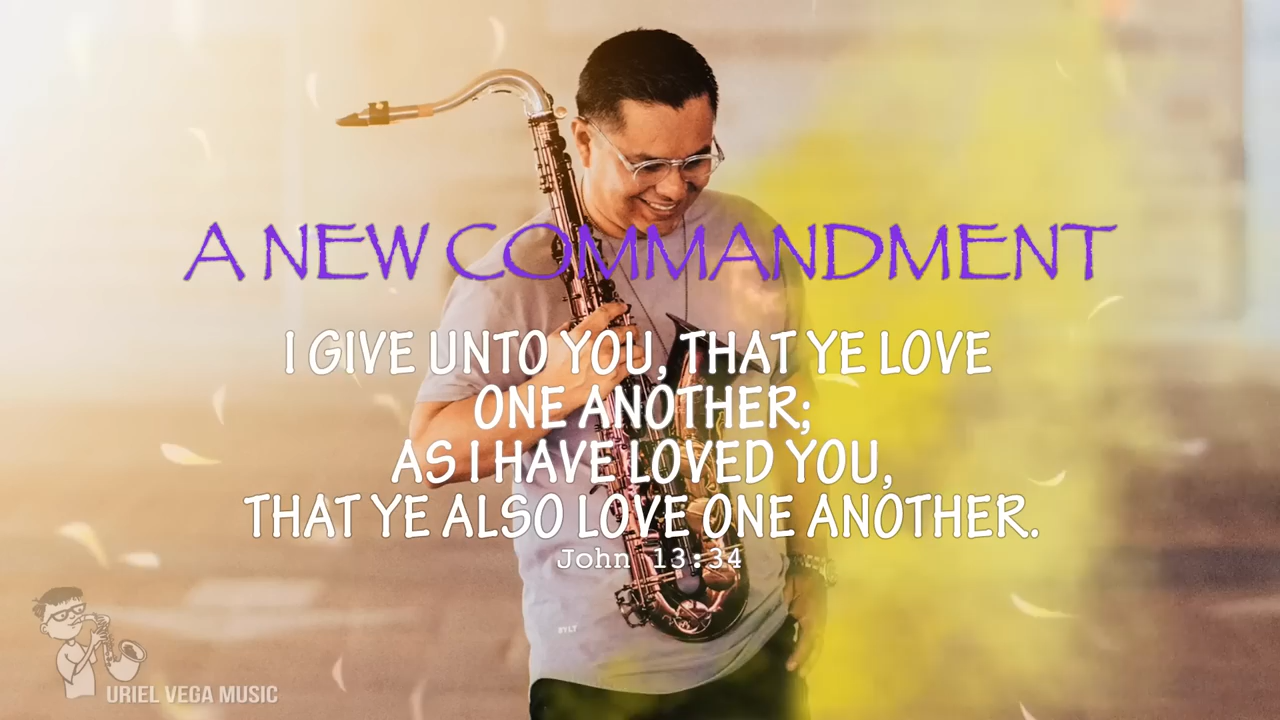 A NEW COMMANDMENT
I GIVE UNTO YOU, THAT YE LOVE
ONE ANOTHER;
AS I HAVE LOVED YOU,
THAT YE ALSO LOVE ONE ANOTHER.
John 13:34
SYLT
URIEL VEGA MUSIC